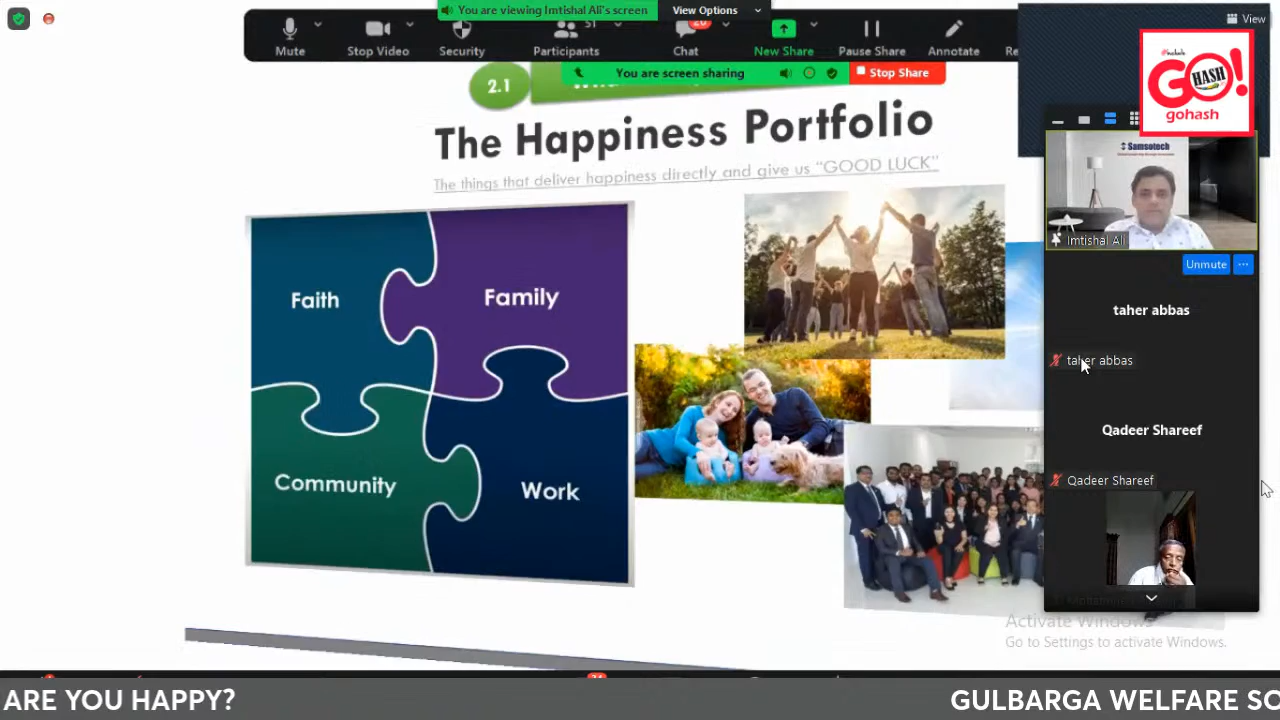 You are viewing Imtishal Ali's screen
View Options
View
Mute
Stop Video
Security
Participants
51
Chat
New Share
Pause Share
Annotate
You are screen sharing
Stop Share
2.1
The Happiness Portfolio
The things that deliver happiness directly and give us "GOOD LUCK"
Faith
Family
Community
Work
GO!
HASH
gohash
Samsotech
Imtishal Ali
Unmute
taher abbas
taher abbas
Qadeer Shareef
Qadeer Shareef
Activate Windows
Go to Settings to activate Windows.
ARE YOU HAPPY?
GULBARGA WELFARE SO